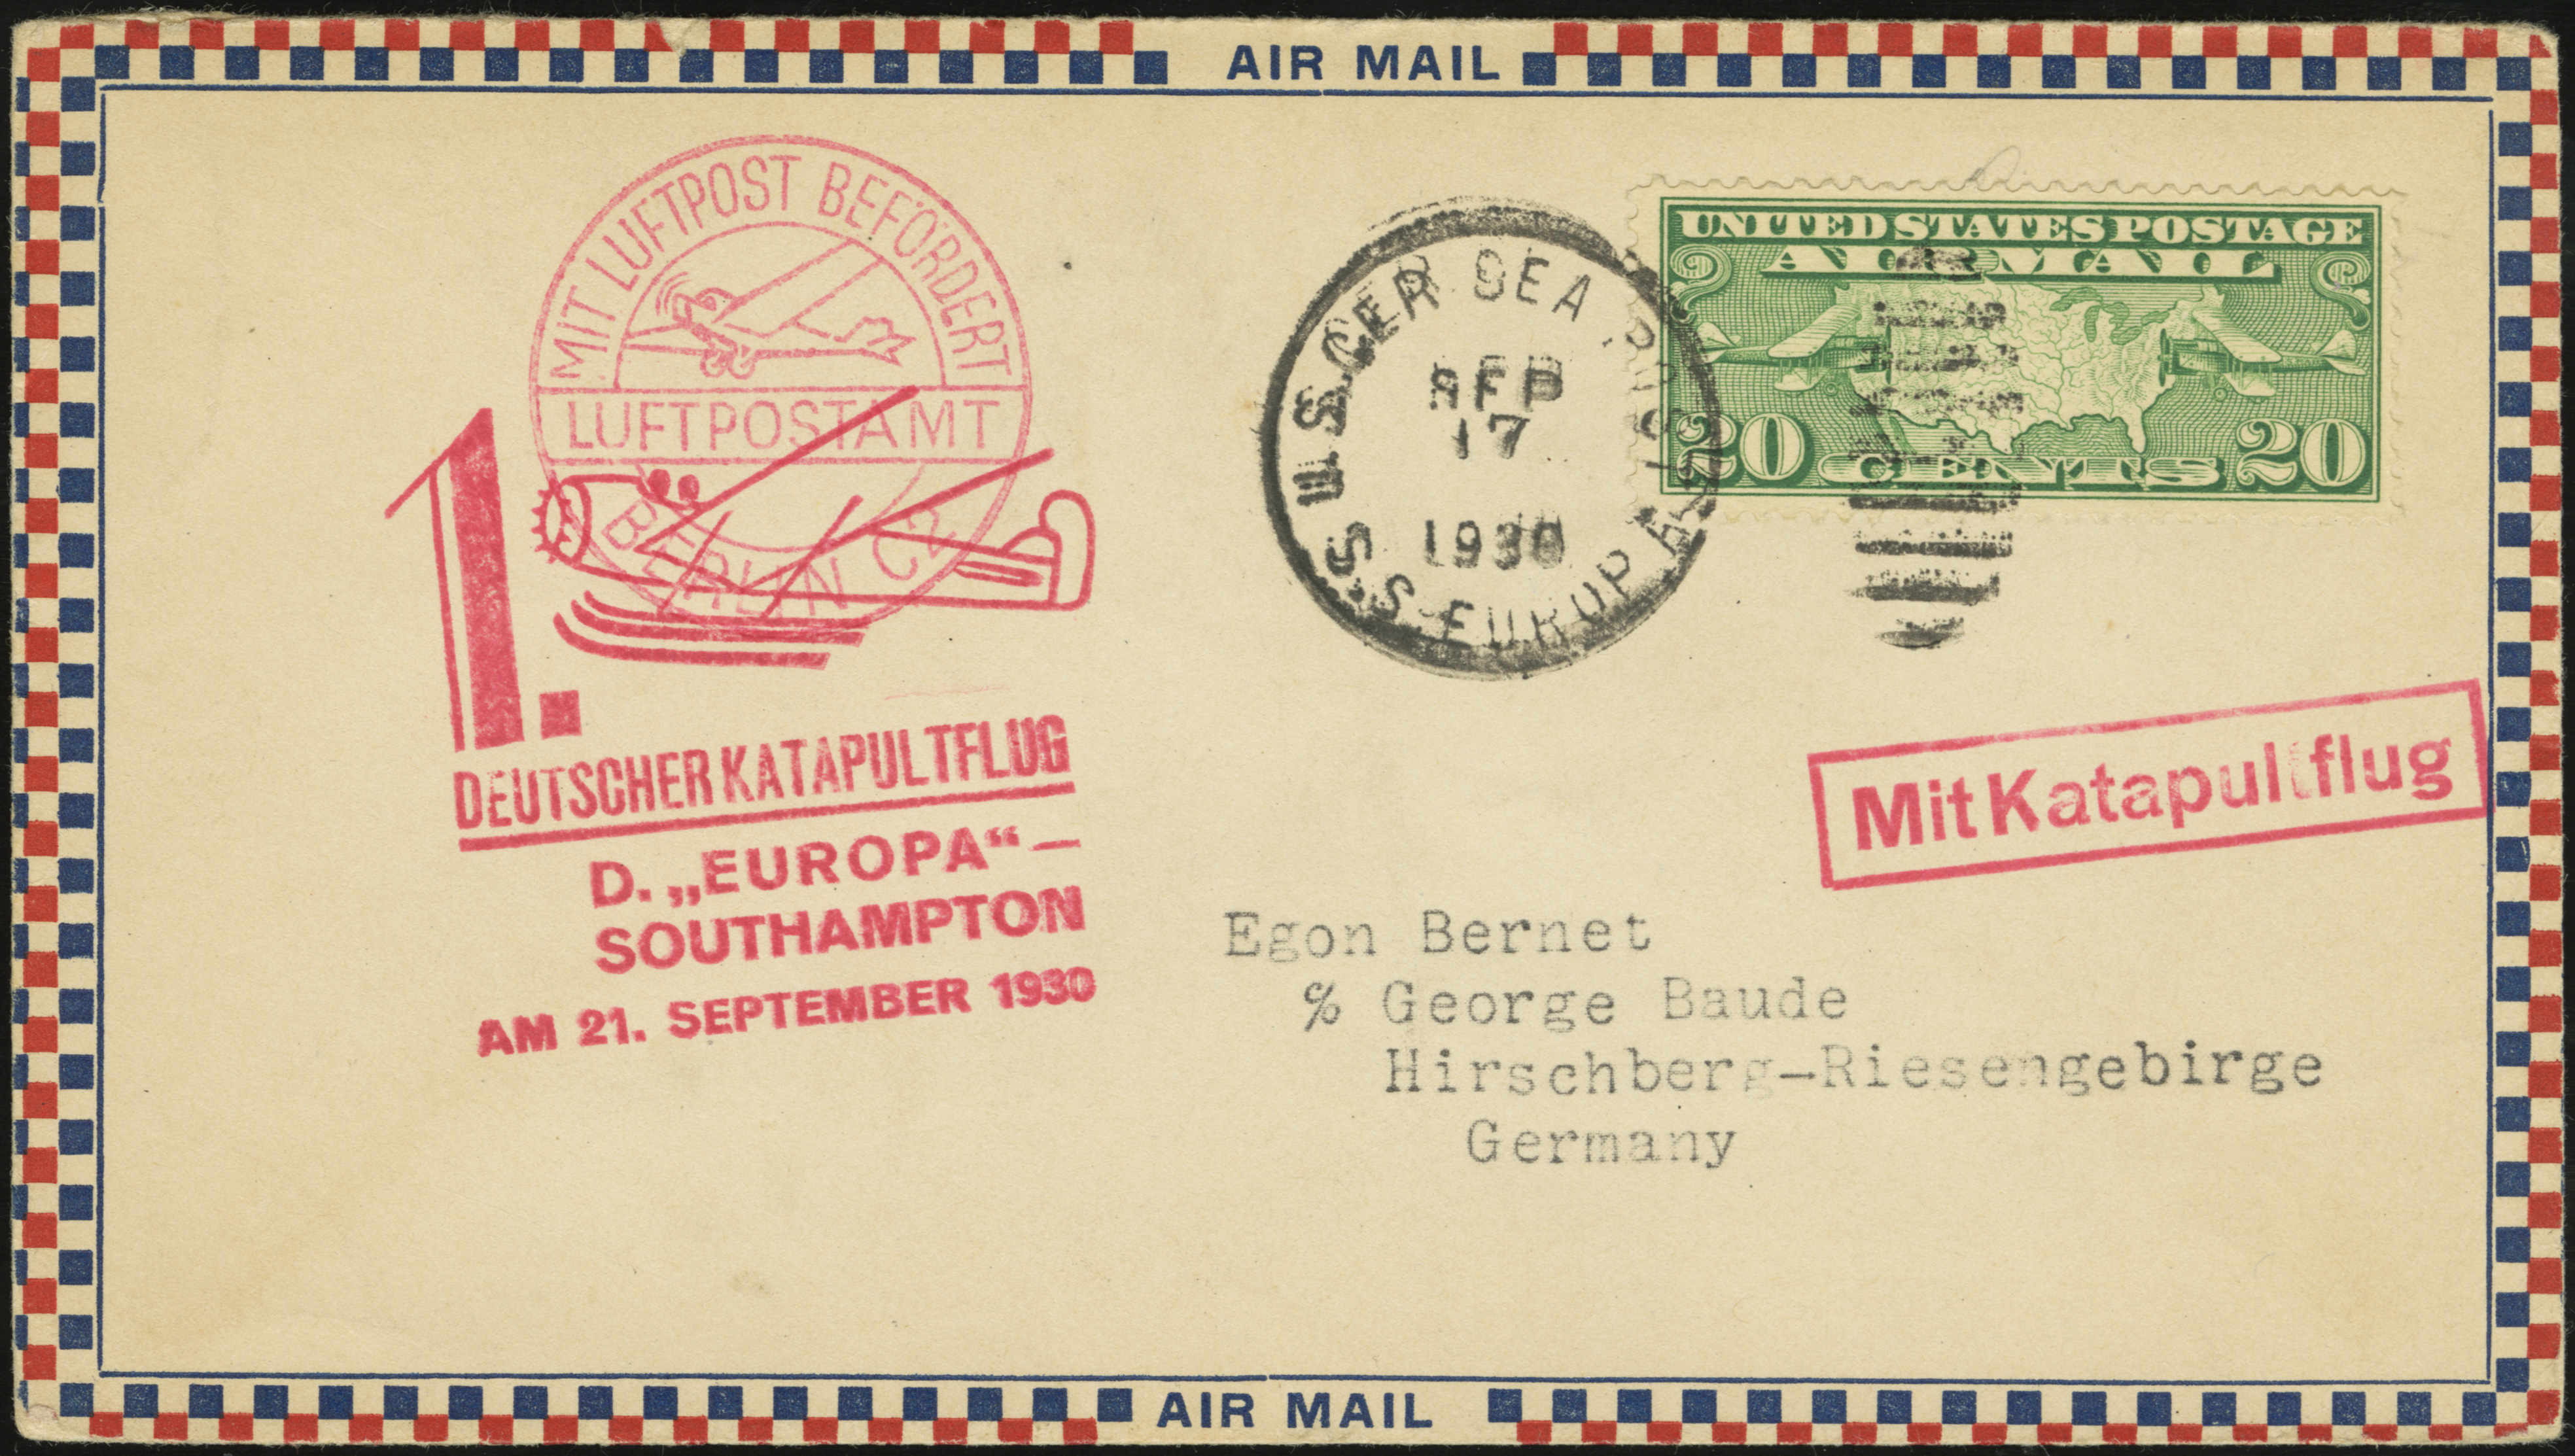 AIR MAIL
MIT LUFTPOST BEFÖRDERT
LUFTPOSTAMT
BERLIN C2
1.
DEUTSCHER KATAPULTFLUG
D. „EUROPA“ –
SOUTHAMPTON
AM 21. SEPTEMBER 1930
U.S. GER SEA POST
17
1930
S.S. EUROPA
UNITED STATES POSTAGE
AIR MAIL
20 CENTS 20
Mit Katapultflug
Egon Bernet
% George Baude
Hirschberg-Riesengebirge
Germany
AIR MAIL